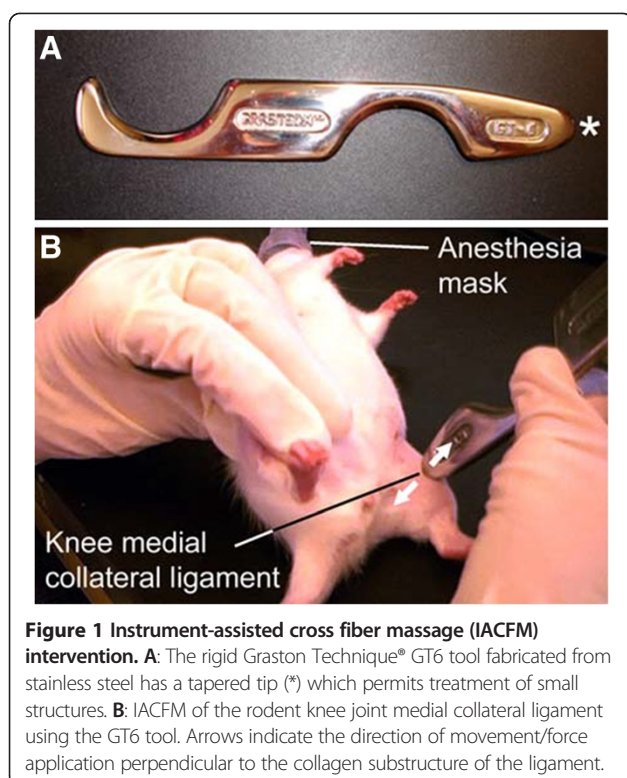 A
GRASTON
GT-6
*
B
Anesthesia
mask
Knee medial
collateral ligament
Figure 1 Instrument-assisted cross fiber massage (IACFM)
intervention. A: The rigid Graston Technique® GT6 tool fabricated from
stainless steel has a tapered tip (*) which permits treatment of small
structures. B: IACFM of the rodent knee joint medial collateral ligament
using the GT6 tool. Arrows indicate the direction of movement/force
application perpendicular to the collagen substructure of the ligament.